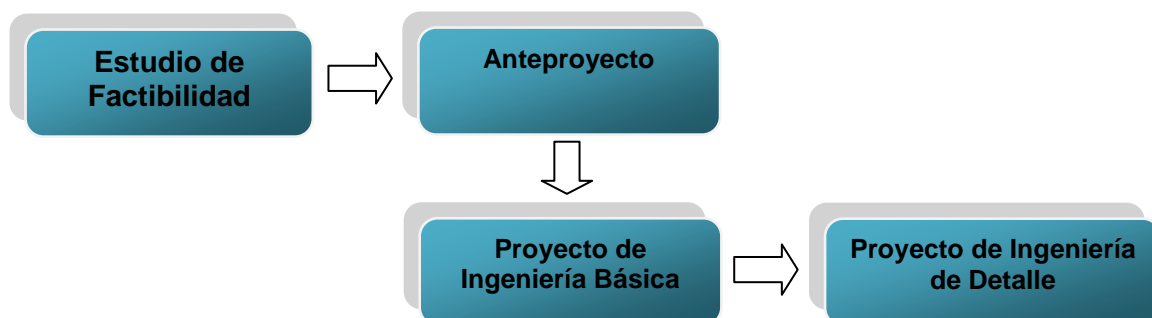 Estudio de
Factibilidad
Anteproyecto
Proyecto de
Ingeniería Básica
Proyecto de Ingeniería
de Detalle